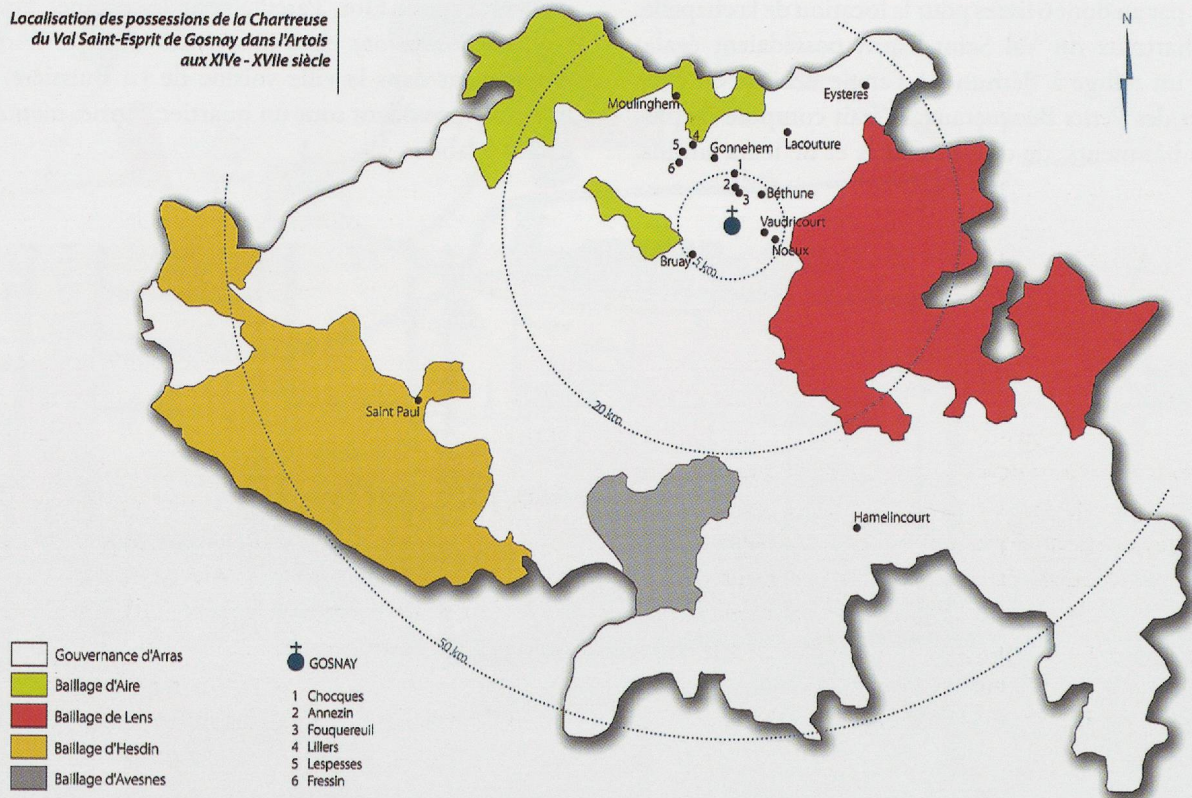 Localisation des possessions de la Chartreuse
du Val Saint-Esprit de Gosnay dans l'Artois
aux XIVe - XVIIe siècle
N
Eysteres
Moulinghem
Lacouture
4
5
Gonnehem
6
1
2
3
Béthune
Vaudricourt
Noeux
Bruay
5 km.
Saint Paul
20 km.
Hamelincourt
50 km.
Gouvernance d'Arras
Baillage d'Aire
Baillage de Lens
Baillage d'Hesdin
Baillage d'Avesnes
GOSNAY
1 Chocques
2 Annezin
3 Fouquereuil
4 Lillers
5 Lespesses
6 Fressin